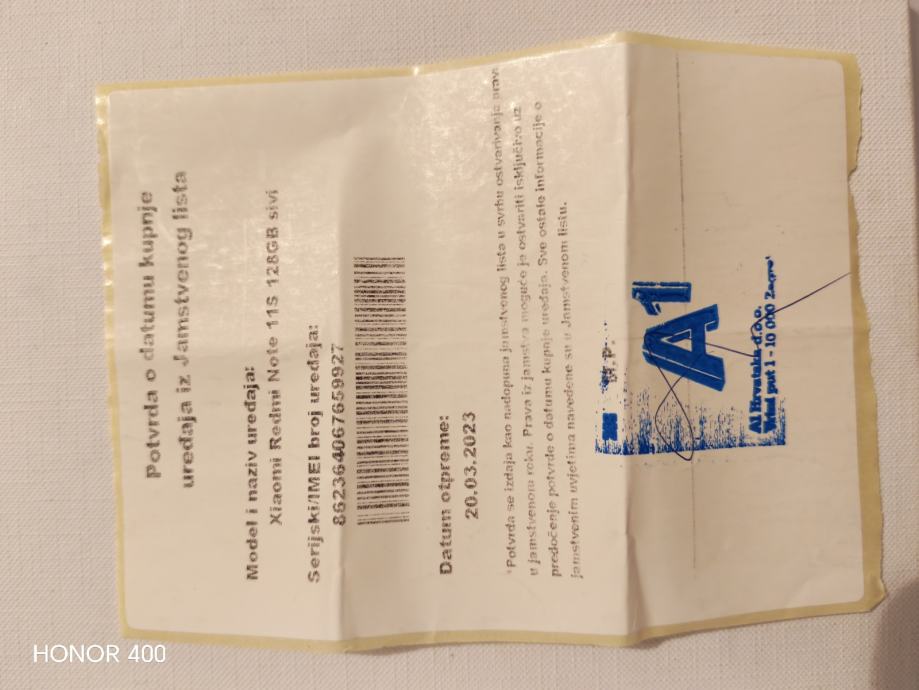 Potvrda o datumu kupnje
uređaja iz Jamstvenog lista
Model i naziv uređaja:
Xiaomi Redmi Note 11S 128GB sivi
Serijski/IMEI broj uređaja:
862364067659927
Datum otpreme:
20.03.2023
*Potvrda se izdaja kao nadopuna jamstvenog lista u svrhu ostvarivanja prava
u jamstvenom roku. Prava iz jamstva moguće je ostvariti isključivo uz
predočenje potvrde o datumu kupnje uređaja. Sve ostale informacije o
jamstvenim uvjetima navedene su u Jamstvenom listu.
M.P.
A1
A1 Hrvatska d.o.o.
Vrtni put 1 - 10 000 Zagreb
HONOR 400